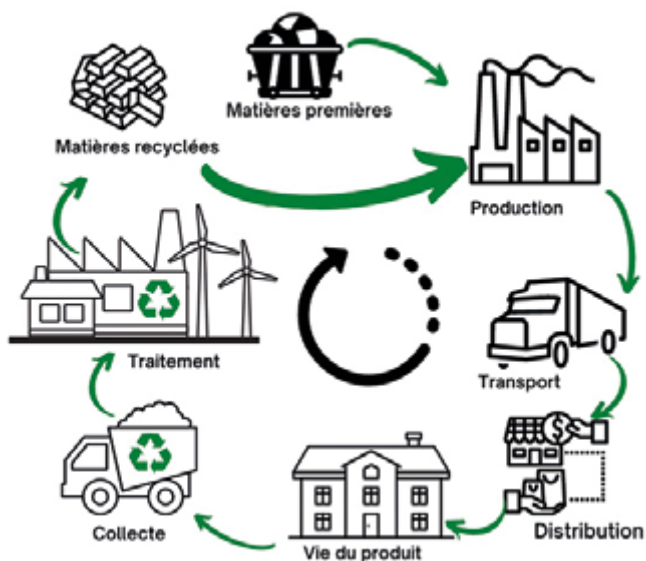 Matières premières
Matières recyclées
Production
Transport
Distribution
Vie du produit
Collecte
Traitement
$